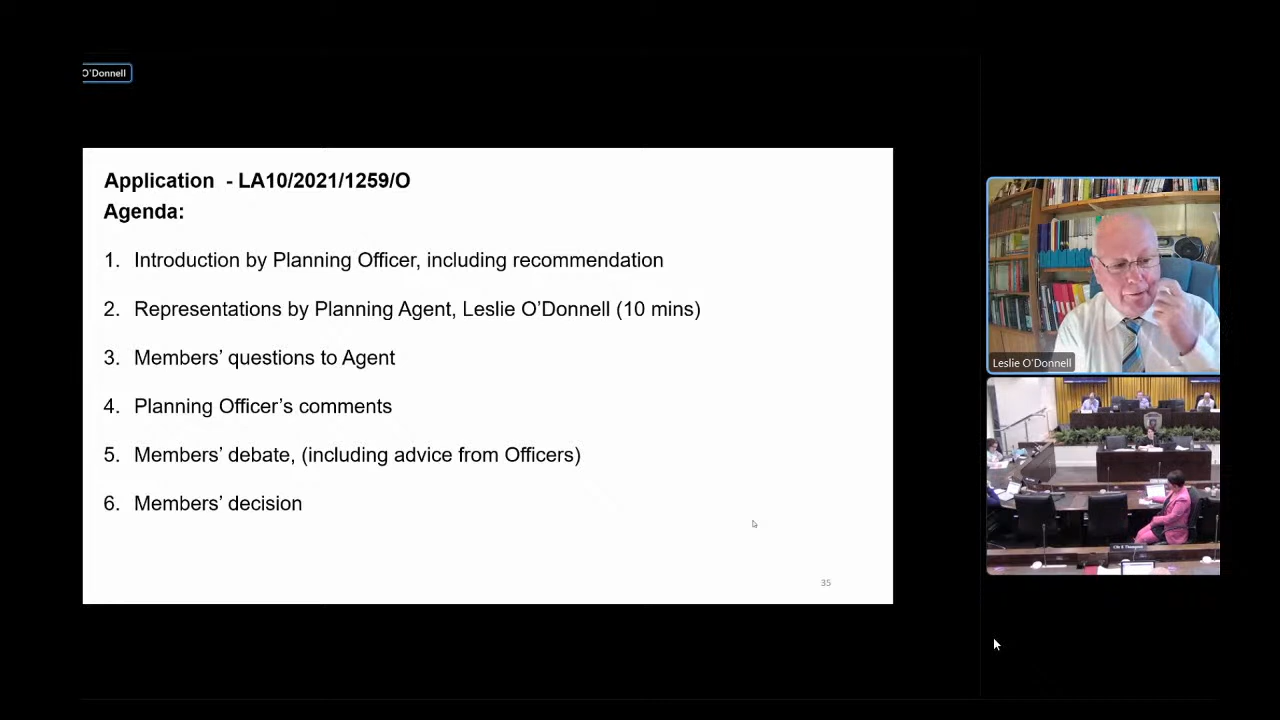 O'Donnell
Application - LA10/2021/1259/O
Agenda:
1. Introduction by Planning Officer, including recommendation
2. Representations by Planning Agent, Leslie O'Donnell (10 mins)
3. Members' questions to Agent
4. Planning Officer's comments
5. Members' debate, (including advice from Officers)
6. Members' decision
35
Leslie O'Donnell